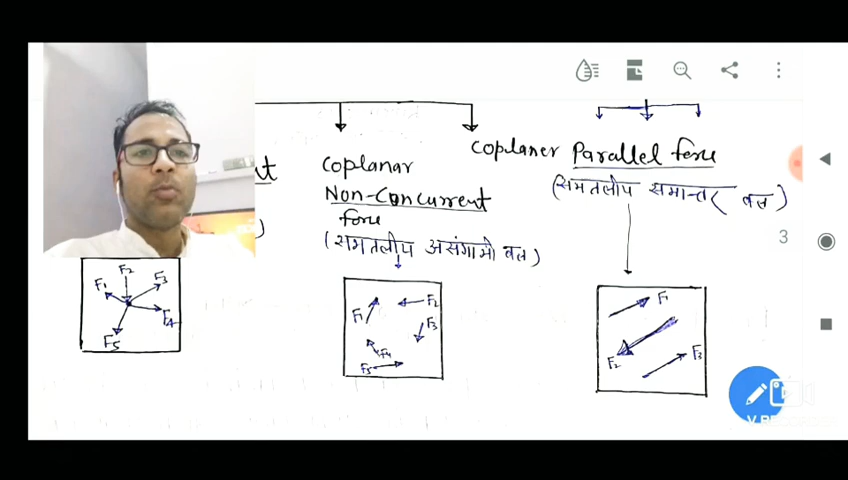 Coplanar
Non-Concurrent
force
(समतलीप असंगामी बल)
Coplaner Parallel force
(समतलीप समान्तर बल)
3
F1
F2
F3
F4
F5
F1
F2
F3
F4
F5
F1
F2
F3